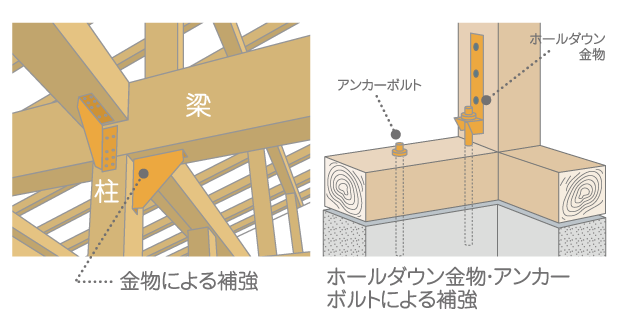 梁
柱
金物による補強
ホールダウン
金物
アンカーボルト
ホールダウン金物・アンカー
ボルトによる補強